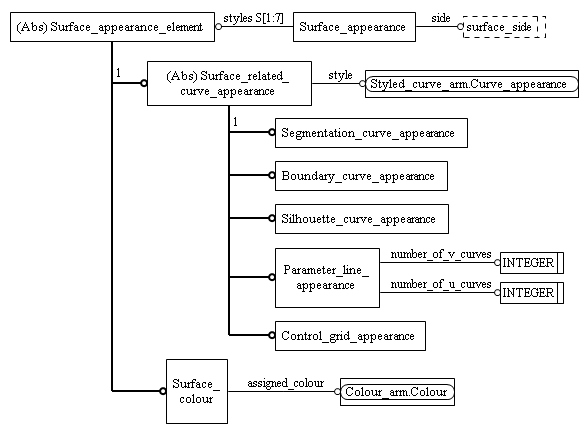 (Abs) Surface_appearance_element
styles S[1:7]
Surface_appearance
side
surface_side
1
(Abs) Surface_related_
curve_appearance
style
Styled_curve_arm.Curve_appearance
1
Segmentation_curve_appearance
Boundary_curve_appearance
Silhouette_curve_appearance
Parameter_line_
appearance
number_of_v_curves
INTEGER
number_of_u_curves
INTEGER
Control_grid_appearance
Surface_
colour
assigned_colour
Colour_arm.Colour